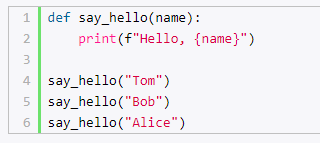 1 def say_hello(name):
2     print(f"Hello, {name}")
3
4 say_hello("Tom")
5 say_hello("Bob")
6 say_hello("Alice")